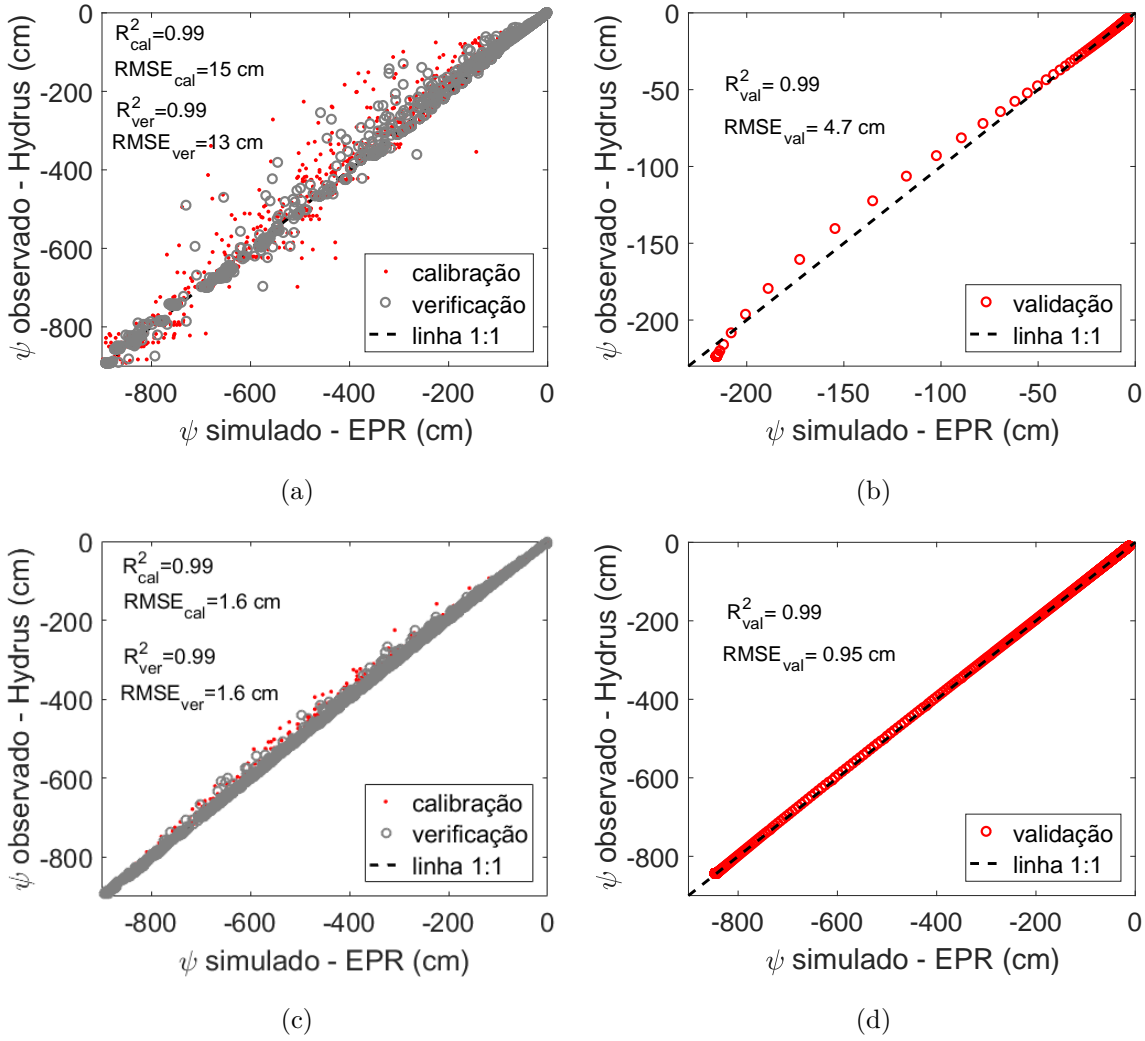 R²cal=0.99
RMSEcal=15 cm
R²ver=0.99
RMSEver=13 cm
ψ observado - Hydrus (cm)
0
-200
-400
-600
-800
calibração
verificação
linha 1:1
-800 -600 -400 -200 0
ψ simulado - EPR (cm)
(a)
R²val=0.99
RMSEval= 4.7 cm
ψ observado - Hydrus (cm)
0
-50
-100
-150
-200
validação
linha 1:1
-200 -150 -100 -50 0
ψ simulado - EPR (cm)
(b)
R²cal=0.99
RMSEcal=1.6 cm
R²ver=0.99
RMSEver=1.6 cm
ψ observado - Hydrus (cm)
0
-200
-400
-600
-800
calibração
verificação
linha 1:1
-800 -600 -400 -200 0
ψ simulado - EPR (cm)
(c)
R²val= 0.99
RMSEval= 0.95 cm
ψ observado - Hydrus (cm)
0
-200
-400
-600
-800
validação
linha 1:1
-800 -600 -400 -200 0
ψ simulado - EPR (cm)
(d)